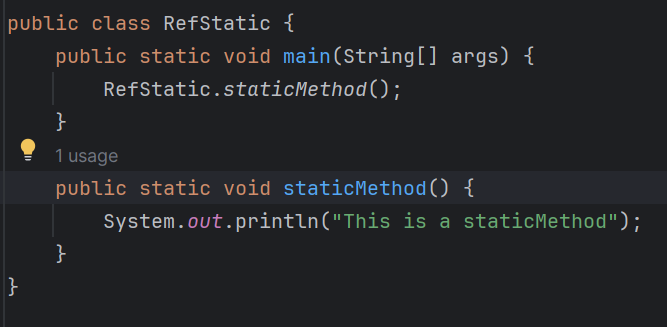 public class RefStatic {
    public static void main(String[] args) {
        RefStatic.staticMethod();
    }
    1 usage
    public static void staticMethod() {
        System.out.println("This is a staticMethod");
    }
}